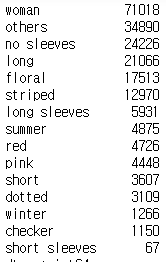 woman 71018
others 34890
no sleeves 24226
long 21066
floral 17513
striped 12970
long sleeves 5931
summer 4875
red 4726
pink 4448
short 3607
dotted 3109
winter 1266
checker 1150
short sleeves 67